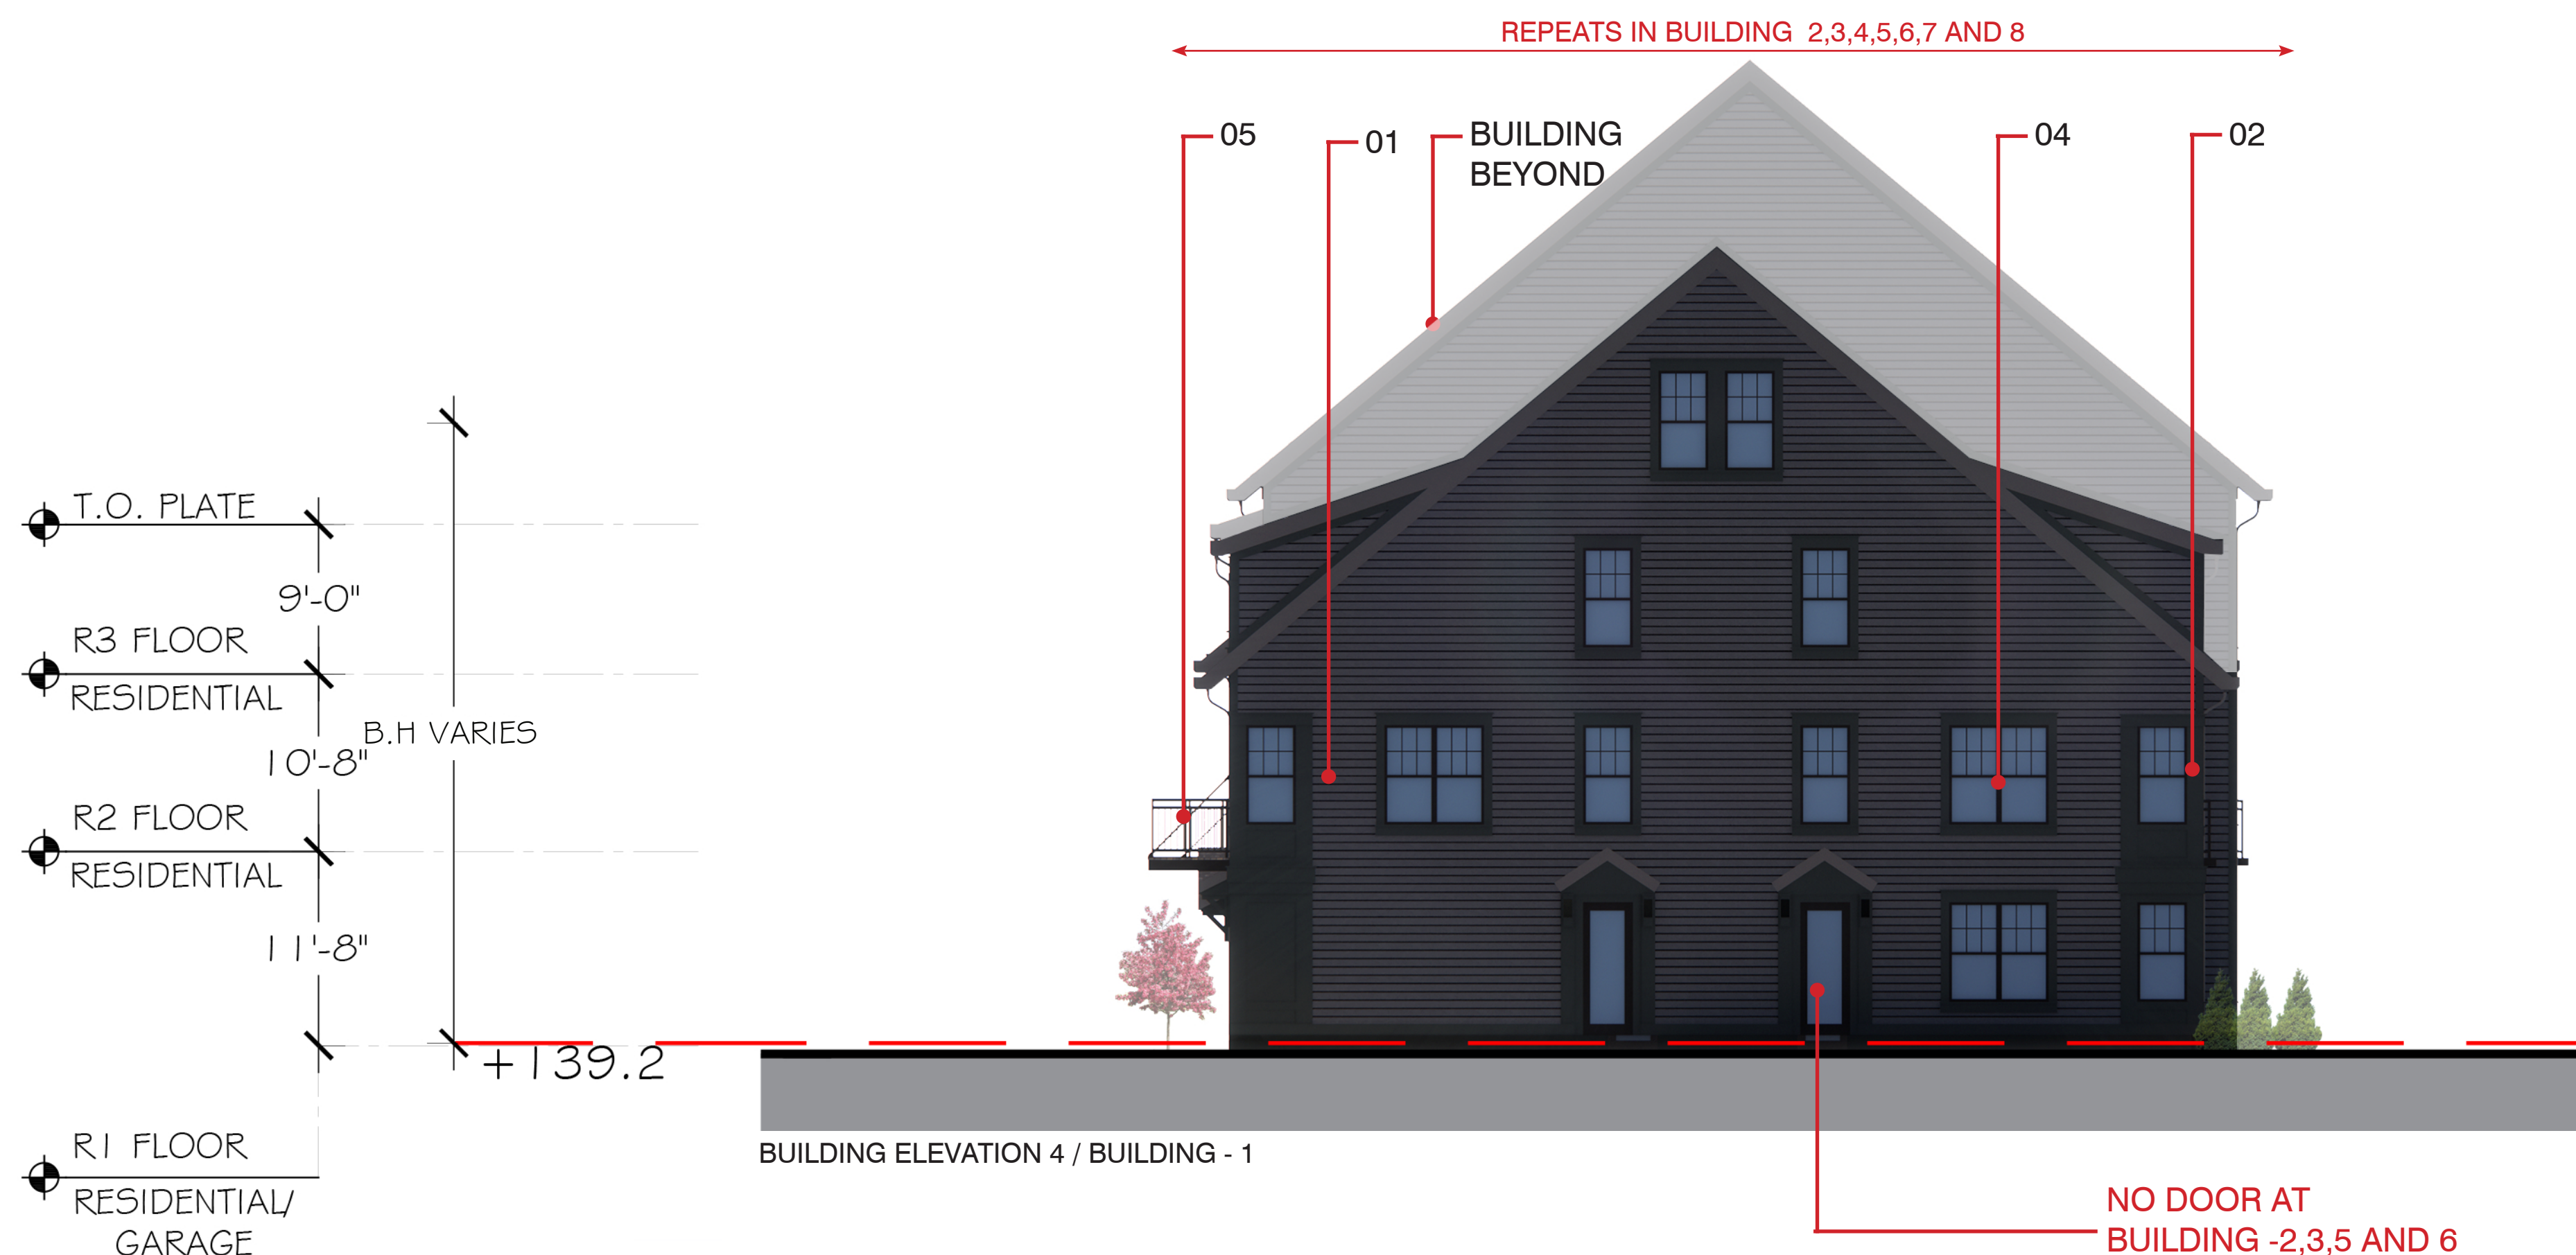 REPEATS IN BUILDING 2,3,4,5,6,7 AND 8
05
01
BUILDING
BEYOND
04
02
T.O. PLATE
9'-0"
R3 FLOOR
RESIDENTIAL
B.H VARIES
10'-8"
R2 FLOOR
RESIDENTIAL
11'-8"
+139.2
R1 FLOOR
RESIDENTIAL/
GARAGE
BUILDING ELEVATION 4 / BUILDING - 1
NO DOOR AT
BUILDING -2,3,5 AND 6